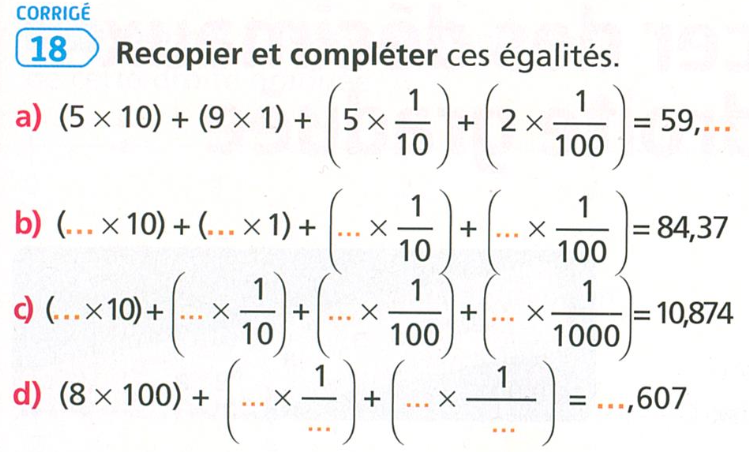 CORRIGÉ
18 Recopier et compléter ces égalités.
a) (5 × 10) + (9 × 1) + (5 × 1/10) + (2 × 1/100) = 59,...
b) (... × 10) + (... × 1) + (... × 1/10) + (... × 1/100) = 84,37
c) (... × 10) + (... × 1/10) + (... × 1/100) + (... × 1/1000) = 10,874
d) (8 × 100) + (... × 1/...) + (... × 1/...) = ...,607